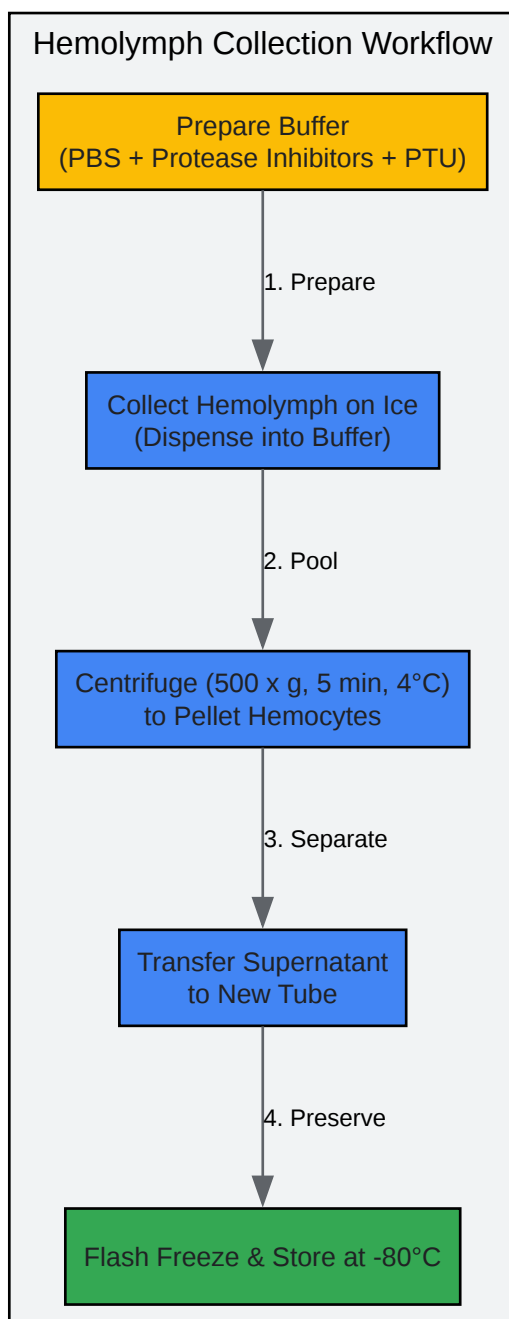 Hemolymph Collection Workflow
Prepare Buffer
(PBS + Protease Inhibitors + PTU)
1. Prepare
Collect Hemolymph on Ice
(Dispense into Buffer)
2. Pool
Centrifuge (500 x g, 5 min, 4°C)
to Pellet Hemocytes
3. Separate
Transfer Supernatant
to New Tube
4. Preserve
Flash Freeze & Store at -80°C